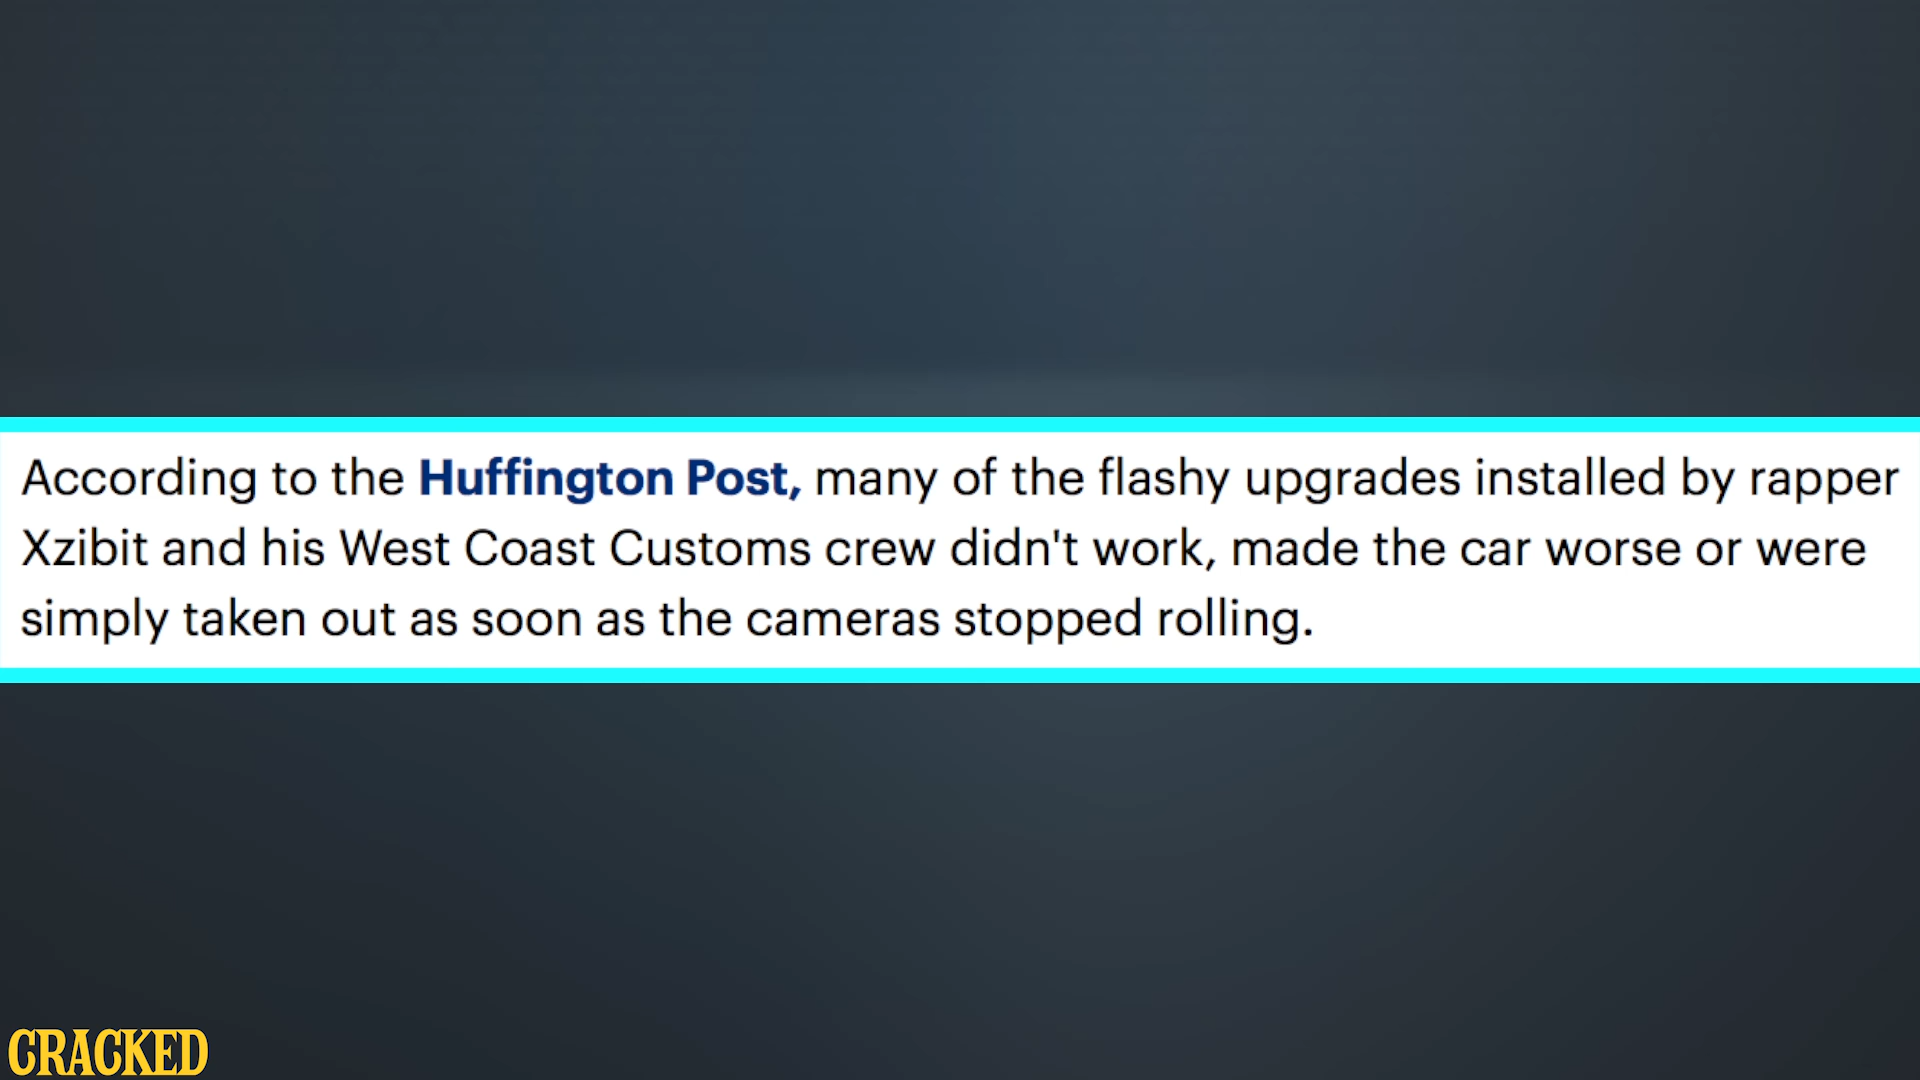 According to the Huffington Post, many of the flashy upgrades installed by rapper
Xzibit and his West Coast Customs crew didn't work, made the car worse or were
simply taken out as soon as the cameras stopped rolling.
CRACKED